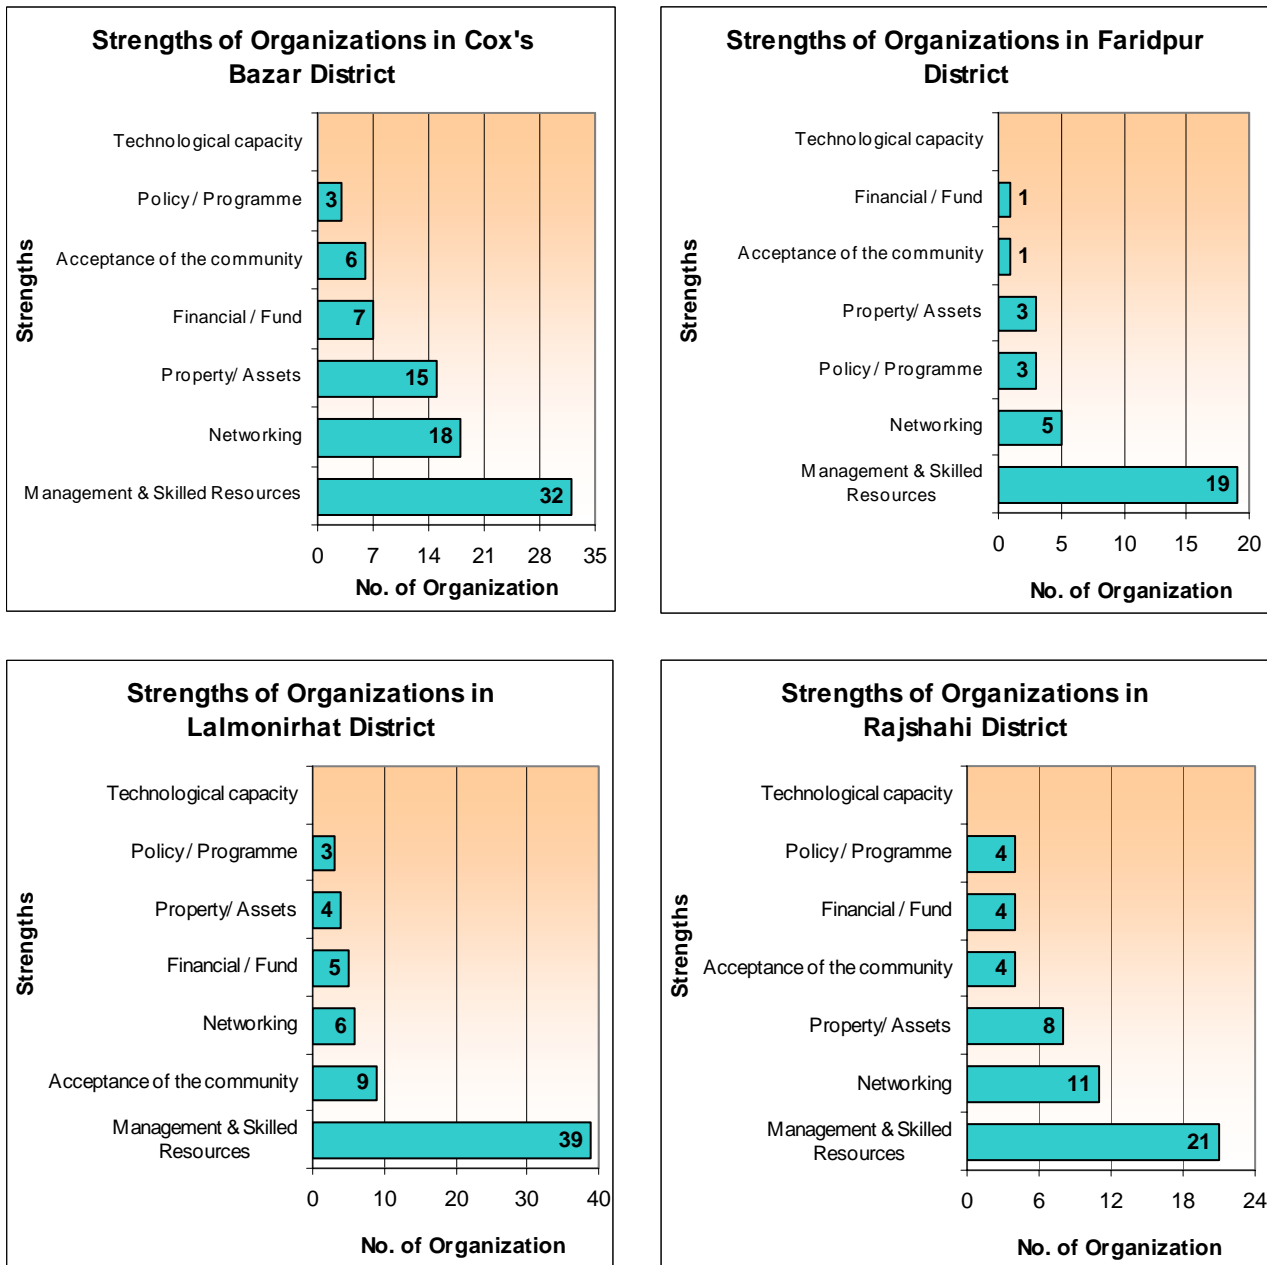 Strengths of Organizations in Cox's
Bazar District
Strengths
Technological capacity
Policy / Programme
3
Acceptance of the community
6
Financial / Fund
7
Property/ Assets
15
Networking
18
Management & Skilled Resources
32
0 7 14 21 28 35
No. of Organization
Strengths of Organizations in Faridpur
District
Strengths
Technological capacity
Financial / Fund
1
Acceptance of the community
1
Property/ Assets
3
Policy / Programme
3
Networking
5
Management & Skilled
Resources
19
0 5 10 15 20
No. of Organization
Strengths of Organizations in
Lalmonirhat District
Strengths
Technological capacity
Policy / Programme
3
Property/ Assets
4
Financial / Fund
5
Networking
6
Acceptance of the community
9
Management & Skilled
Resources
39
0 10 20 30 40
No. of Organization
Strengths of Organizations in
Rajshahi District
Strengths
Technological capacity
Policy / Programme
4
Financial / Fund
4
Acceptance of the community
4
Property/ Assets
8
Networking
11
Management & Skilled
Resources
21
0 6 12 18 24
No. of Organization